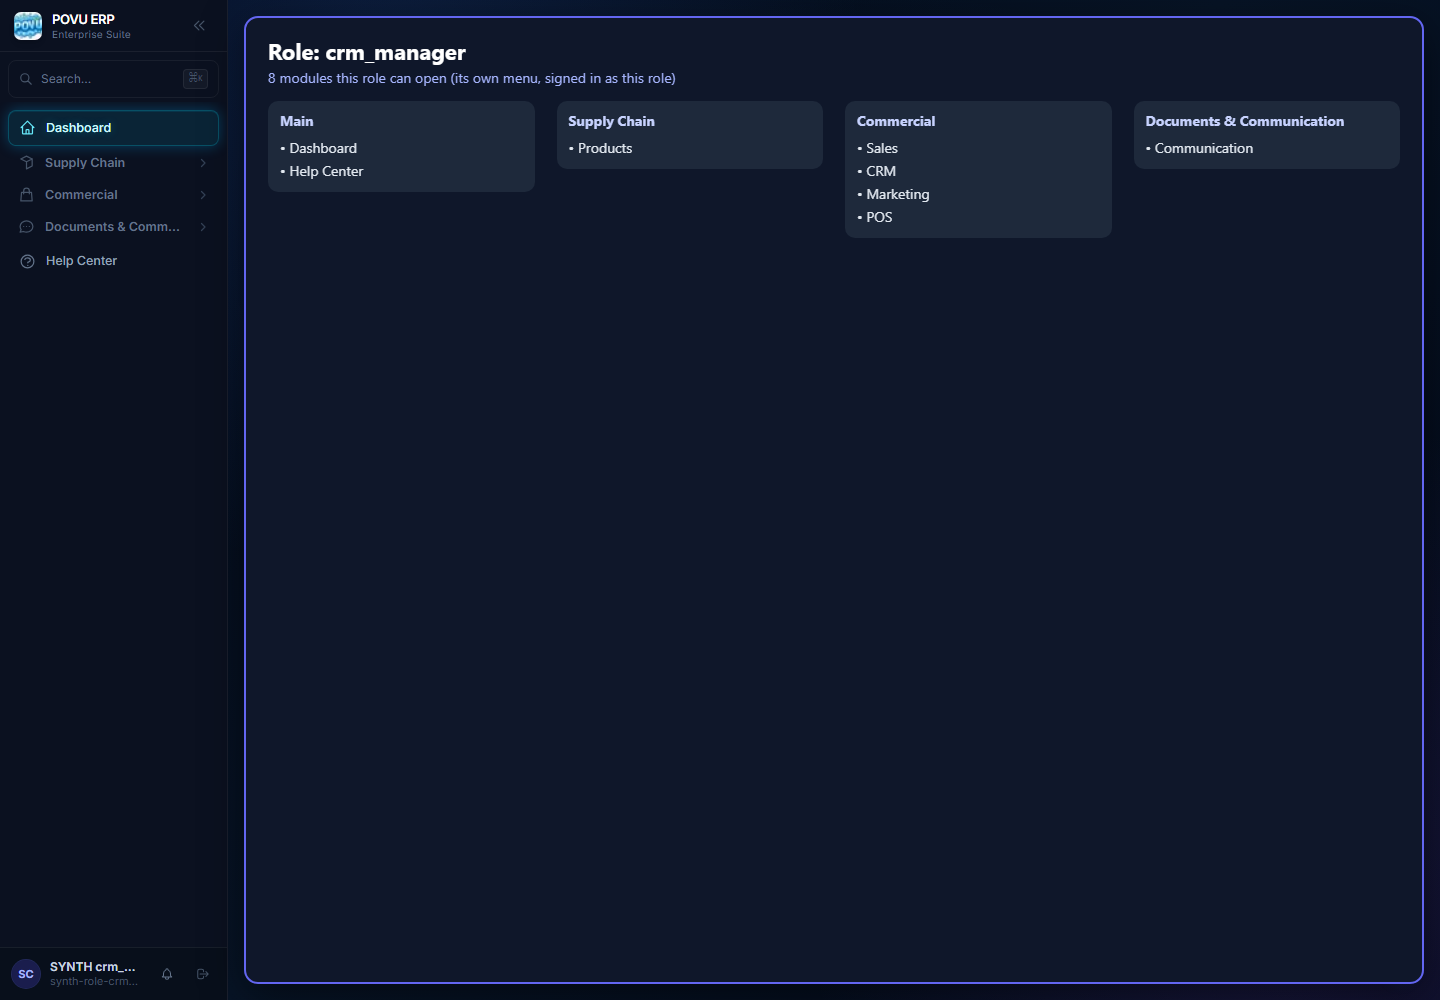 POVU ERP
Enterprise Suite
Search...
⌘K
Dashboard
Supply Chain
Commercial
Documents & Comm...
Help Center
SC
SYNTH crm_...
synth-role-crm...
Role: crm_manager
8 modules this role can open (its own menu, signed in as this role)
Main
• Dashboard
• Help Center
Supply Chain
• Products
Commercial
• Sales
• CRM
• Marketing
• POS
Documents & Communication
• Communication